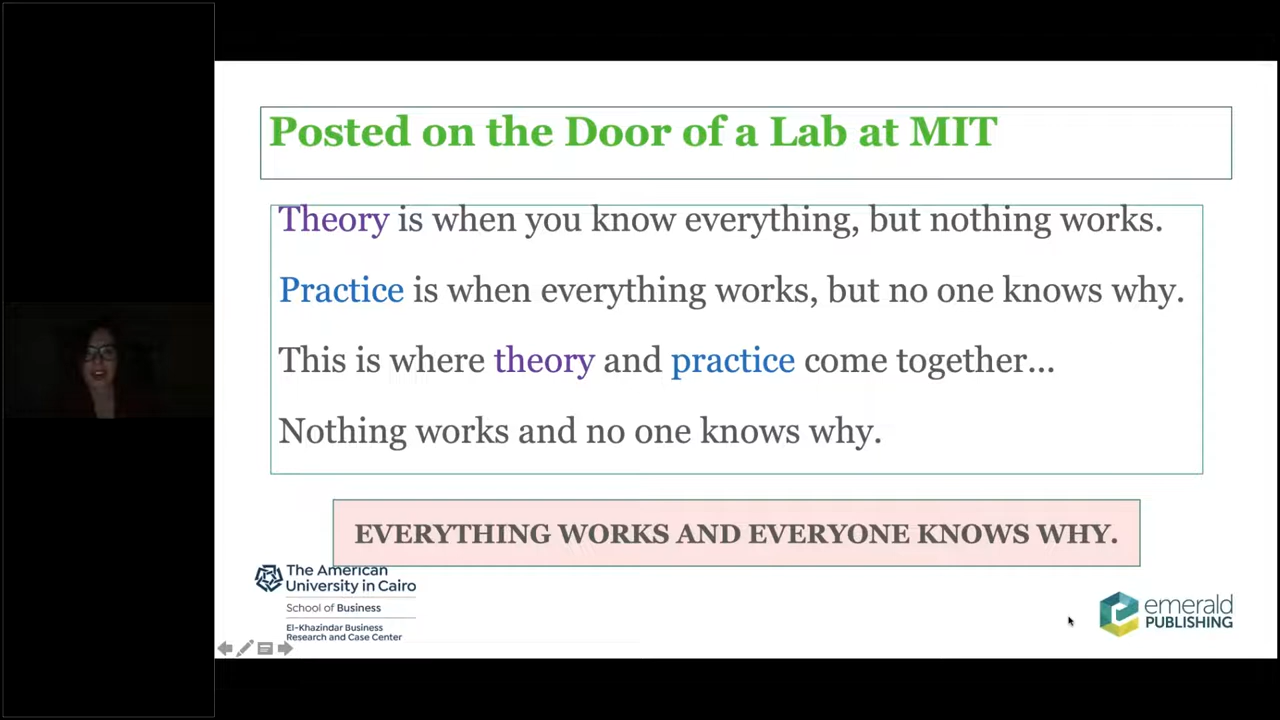 Posted on the Door of a Lab at MIT
Theory is when you know everything, but nothing works.
Practice is when everything works, but no one knows why.
This is where theory and practice come together...
Nothing works and no one knows why.
EVERYTHING WORKS AND EVERYONE KNOWS WHY.
The American
University in Cairo
School of Business
El-Khazindar Business
Research and Case Center
emerald
PUBLISHING